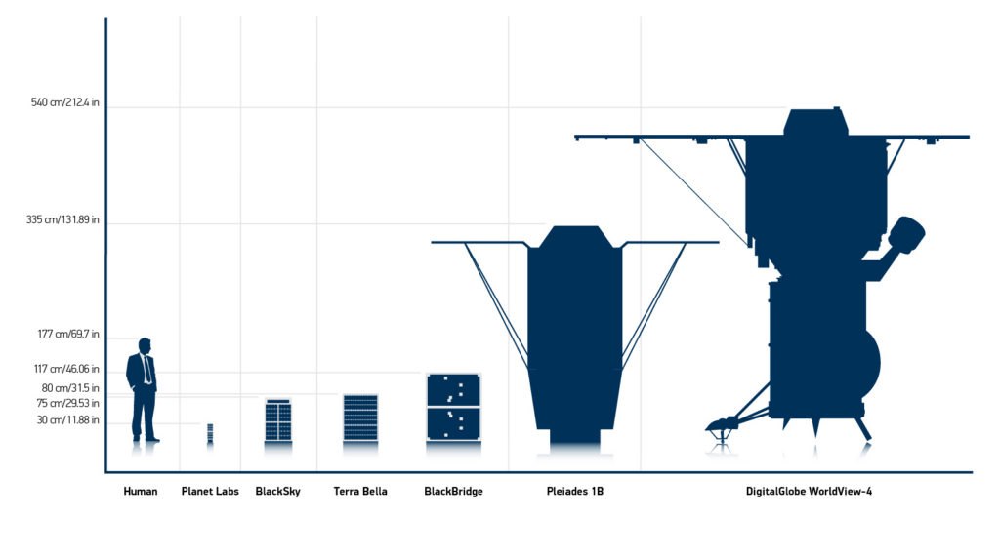 540 cm/212.4 in
335 cm/131.89 in
177 cm/69.7 in
117 cm/46.06 in
80 cm/31.5 in
75 cm/29.53 in
30 cm/11.88 in
Human
Planet Labs
BlackSky
Terra Bella
BlackBridge
Pleiades 1B
DigitalGlobe WorldView-4